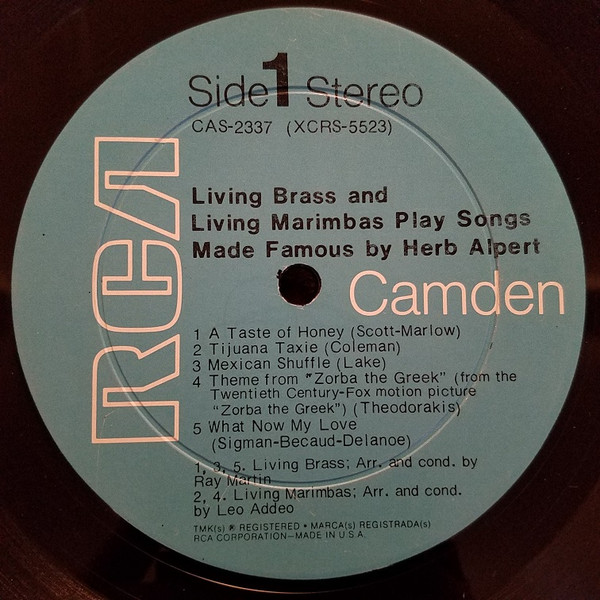 Side 1 Stereo
CAS-2337 (XCRS-5523)
RCA
Living Brass and
Living Marimbas Play Songs
Made Famous by Herb Alpert
Camden
1 A Taste of Honey (Scott-Marlow)
2 Tijuana Taxie (Coleman)
3 Mexican Shuffle (Lake)
4 Theme from "Zorba the Greek" (from the
Twentieth Century-Fox motion picture
"Zorba the Greek") (Theodorakis)
5 What Now My Love
(Sigman-Becaud-Delanoe)
1, 3, 5. Living Brass; Arr. and cond. by
Ray Martin
2, 4. Living Marimbas; Arr. and cond.
by Leo Addeo
TMK(s) ® REGISTERED • MARCA(s) REGISTRADA(s)
RCA CORPORATION—MADE IN U.S.A.